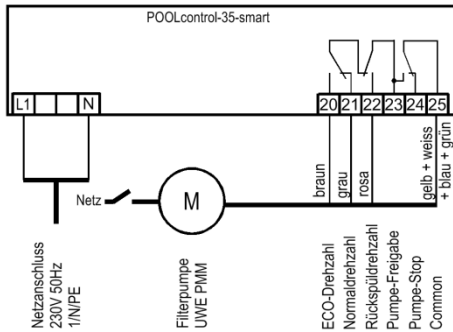 POOLcontrol-35-smart
L1 N
20 21 22 23 24 25
braun
grau
rosa
gelb + weiss
+ blau + grün
Netz
M
Netzanschluss
230V 50Hz
1/N/PE
Filterpumpe
UWE PMM
ECO-Drehzahl
Normaldrehzahl
Rückspüldrehzahl
Pumpe-Freigabe
Pumpe-Stop
Common